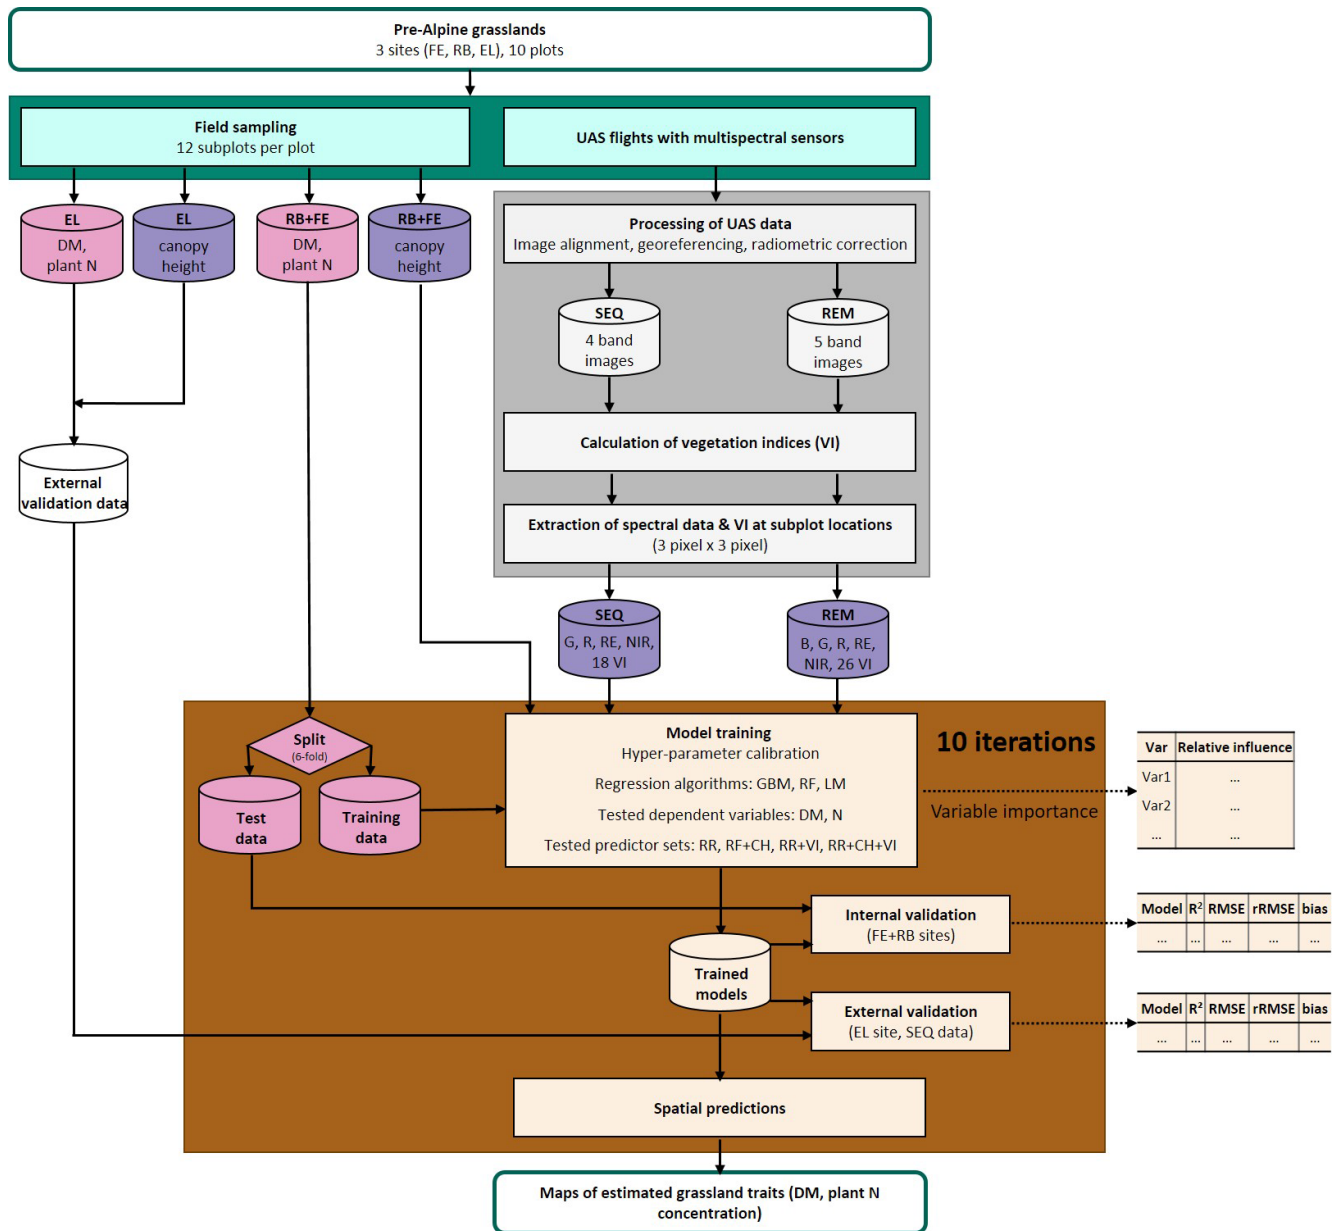 Pre-Alpine grasslands
3 sites (FE, RB, EL), 10 plots
Field sampling
12 subplots per plot
UAS flights with multispectral sensors
EL
DM,
plant N
EL
canopy
height
RB+FE
DM,
plant N
RB+FE
canopy
height
Processing of UAS data
Image alignment, georeferencing, radiometric correction
SEQ
4 band
images
REM
5 band
images
Calculation of vegetation indices (VI)
External
validation data
Extraction of spectral data & VI at subplot locations
(3 pixel x 3 pixel)
SEQ
G, R, RE, NIR,
18 VI
REM
B, G, R, RE,
NIR, 26 VI
Split
(6-fold)
Test
data
Training
data
Model training
Hyper-parameter calibration
Regression algorithms: GBM, RF, LM
Tested dependent variables: DM, N
Tested predictor sets: RR, RF+CH, RR+VI, RR+CH+VI
10 iterations
Variable importance
Var Relative influence
Var1 ...
Var2 ...
... ...
Internal validation
(FE+RB sites)
Model R² RMSE rRMSE bias
... ... ... ... ...
Trained
models
External validation
(EL site, SEQ data)
Model R² RMSE rRMSE bias
... ... ... ... ...
Spatial predictions
Maps of estimated grassland traits (DM, plant N
concentration)